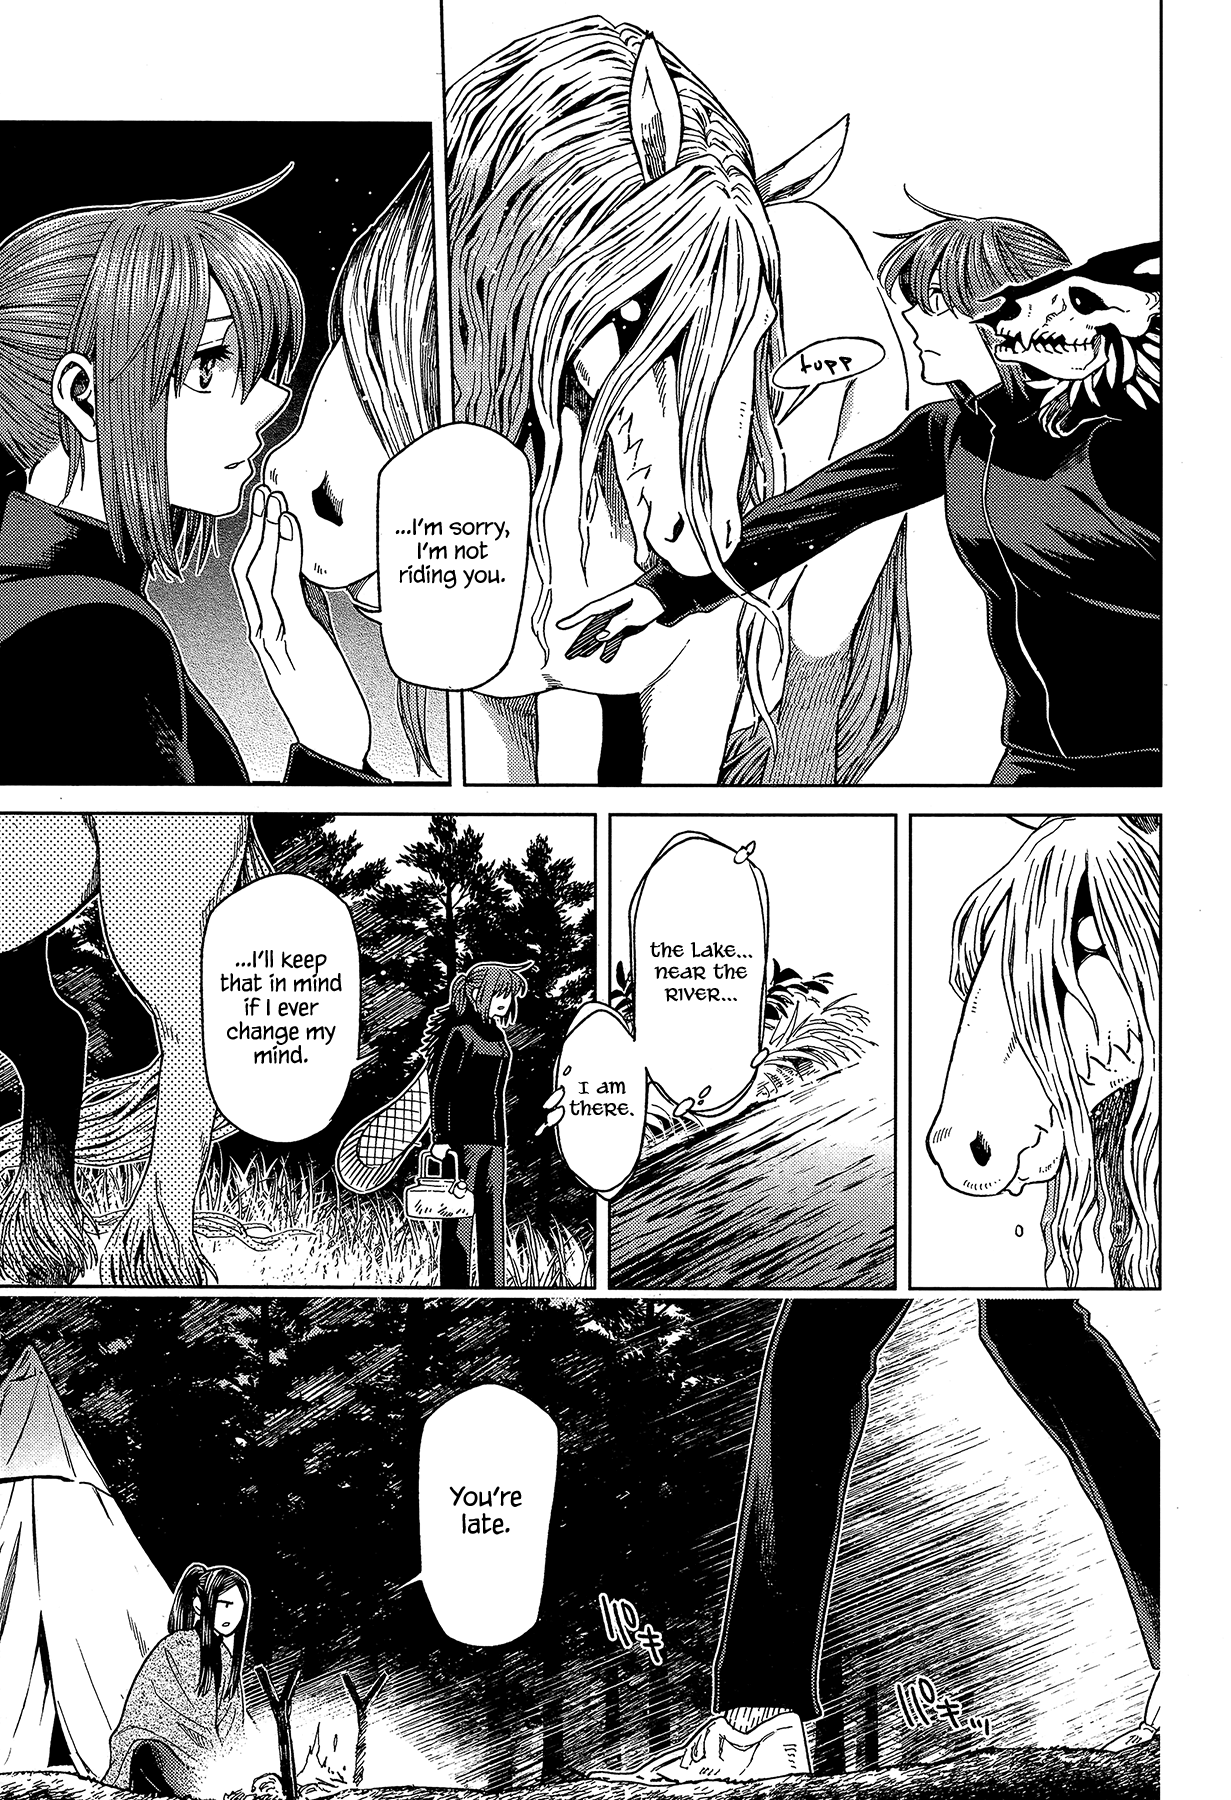 tupp
...I'm sorry,
I'm not
riding you.
the Lake...
near the
river...
I am
there.
...I'll keep
that in mind
if I ever
change my
mind.
You're
late.
パキッ
パキ